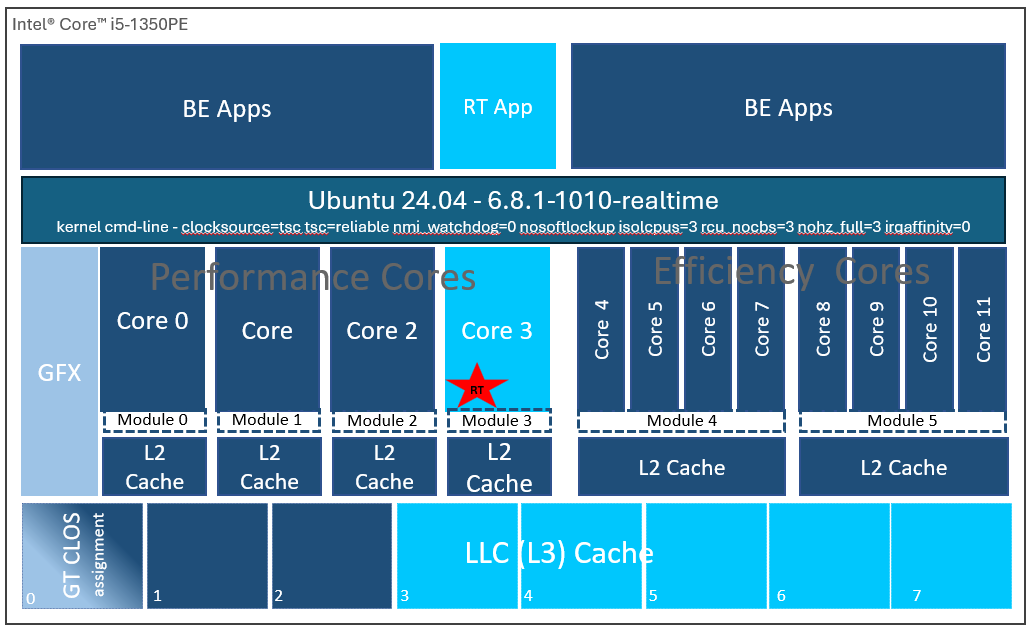 Intel® Core™ i5-1350PE
BE Apps
RT App
BE Apps
Ubuntu 24.04 - 6.8.1-1010-realtime
kernel cmd-line - clocksource=tsc tsc=reliable nmi_watchdog=0 nosoftlockup isolcpus=3 rcu_nocbs=3 nohz_full=3 irqaffinity=0
Performance Cores
Efficiency Cores
GFX
Core 0
Core
Core 2
Core 3
RT
Core 4
Core 5
Core 6
Core 7
Core 8
Core 9
Core 10
Core 11
Module 0
Module 1
Module 2
Module 3
Module 4
Module 5
L2
Cache
L2
Cache
L2
Cache
L2
Cache
L2 Cache
L2 Cache
GT CLOS
assignment
LLC (L3) Cache
0
1
2
3
4
5
6
7